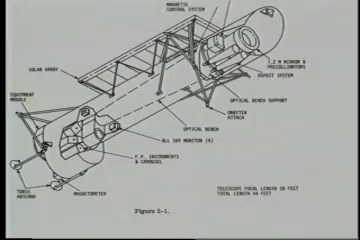 MAGNETIC
CONTROL SYSTEM
SOLAR ARRAY
1.2 M MIRROR &
PRECOLLIMATORS
ASPECT SYSTEM
EQUIPMENT
MODULE
OPTICAL BENCH SUPPORT
ORBITER
ATTACH
OPTICAL BENCH
ALL SKY MONITOR (4)
F.P. INSTRUMENTS
& CAROUSEL
TDRSS
ANTENNA
MAGNETOMETER
TELESCOPE FOCAL LENGTH 20 FEET
TOTAL LENGTH 44 FEET
Figure 2-1.